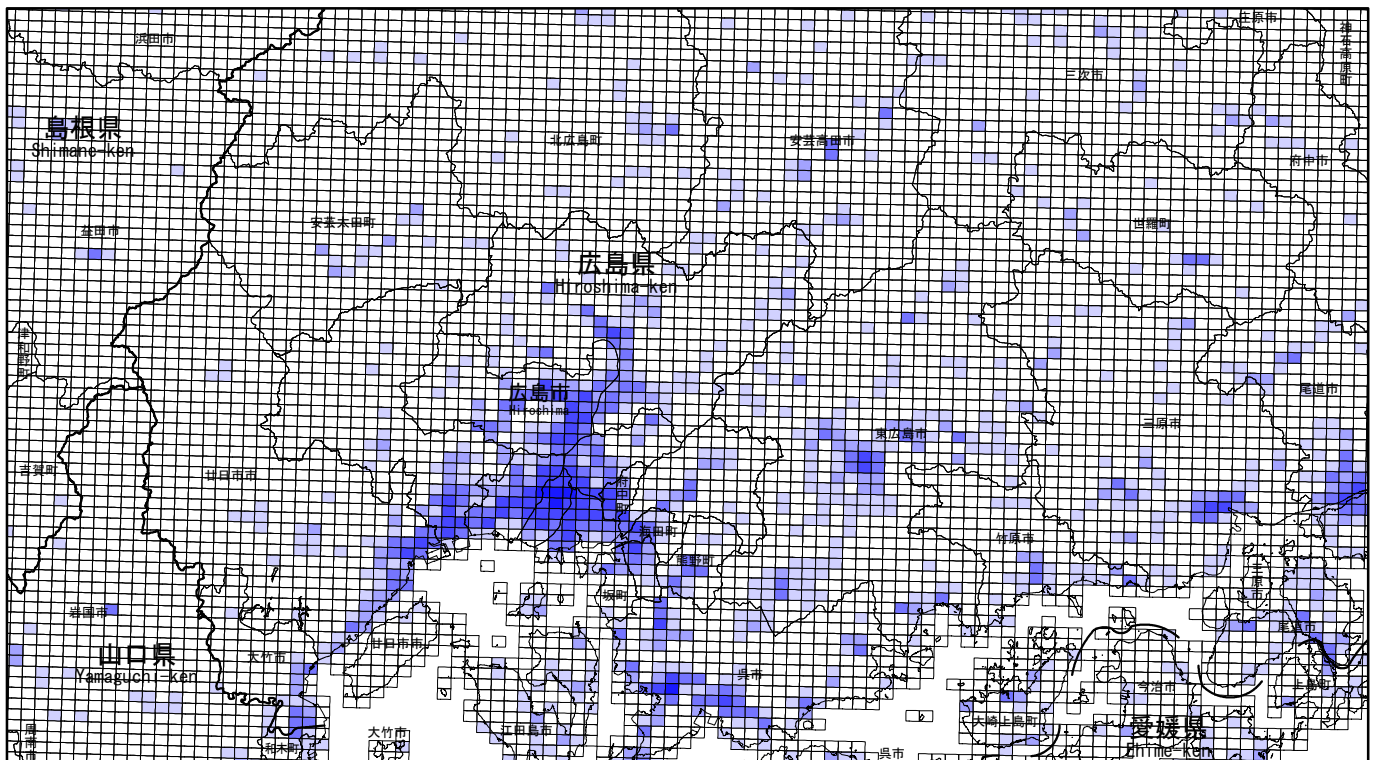 庄原市
浜田市
神石高原町
三次市
島根県
Shimane-ken
北広島町
安芸高田市
府中市
安芸太田町
世羅町
益田市
広島県
Hiroshima-ken
津和野町
広島市
Hiroshima
尾道市
三原市
東広島市
吉賀町
廿日市市
府中町
海田町
竹原市
熊野町
三原市
坂町
岩国市
尾道市
廿日市市
山口県
Yamaguchi-ken
大竹市
呉市
今治市
上島町
大崎上島町
江田島市
大竹市
周南市
愛媛県
Ehime-ken
和木町
呉市